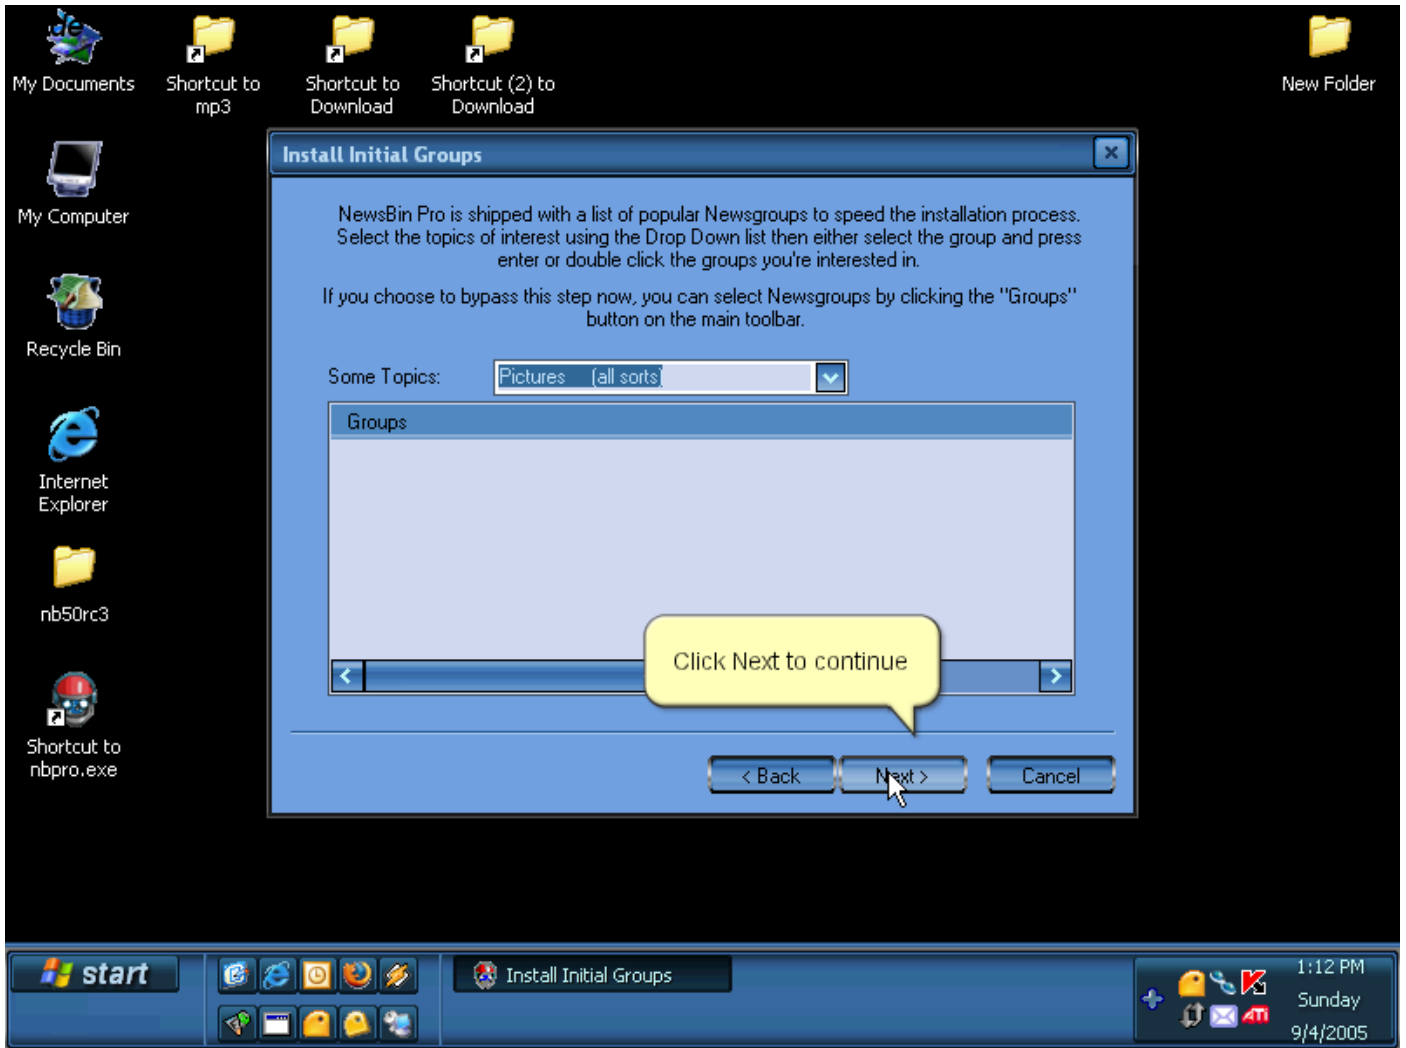 My Documents
Shortcut to
mp3
Shortcut to
Download
Shortcut (2) to
Download
New Folder
My Computer
Recycle Bin
Internet
Explorer
nb50rc3
Shortcut to
nbpro.exe
Install Initial Groups
NewsBin Pro is shipped with a list of popular Newsgroups to speed the installation process.
Select the topics of interest using the Drop Down list then either select the group and press
enter or double click the groups you're interested in.
If you choose to bypass this step now, you can select Newsgroups by clicking the "Groups"
button on the main toolbar.
Some Topics:
Pictures (all sorts)
Groups
Click Next to continue
< Back
Next >
Cancel
start
Install Initial Groups
ATI
1:12 PM
Sunday
9/4/2005